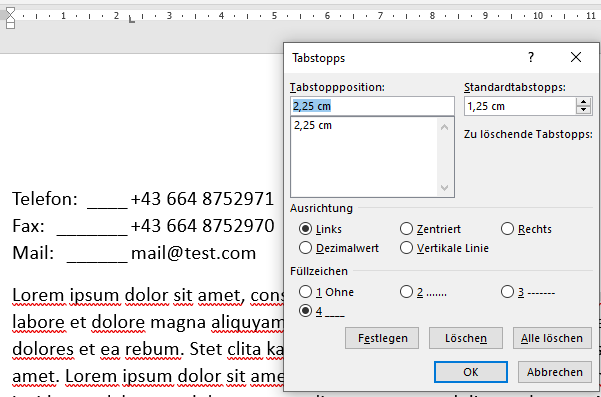 1 2 3 4 5 6 7 8 9 10 11
Tabstopps ?
Tabstoppposition: Standardtabstopps:
2,25 cm 1,25 cm
2,25 cm Zu löschende Tabstopps:
Telefon: ____ +43 664 8752971
Fax: _______ +43 664 8752970
Mail: ______ mail@test.com
Ausrichtung
Links Zentriert Rechts
Dezimalwert Vertikale Linie
Füllzeichen
1 Ohne 2 ....... 3 -------
4 ____
Festlegen Löschen Alle löschen
OK Abbrechen
Lorem ipsum dolor sit amet, cons
labore et dolore magna aliquyam
dolores et ea rebum. Stet clita ka
amet. Lorem ipsum dolor sit ame